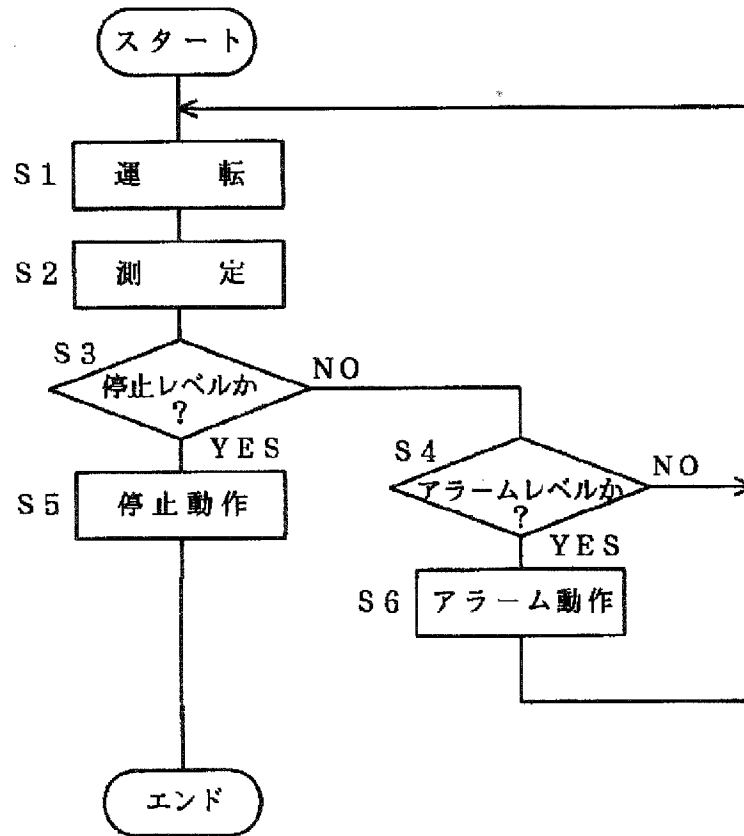 スタート
S1 運転
S2 測定
S3
停止レベルか
?
NO
YES
S4
アラームレベルか
?
NO
YES
S5 停止動作
S6 アラーム動作
エンド